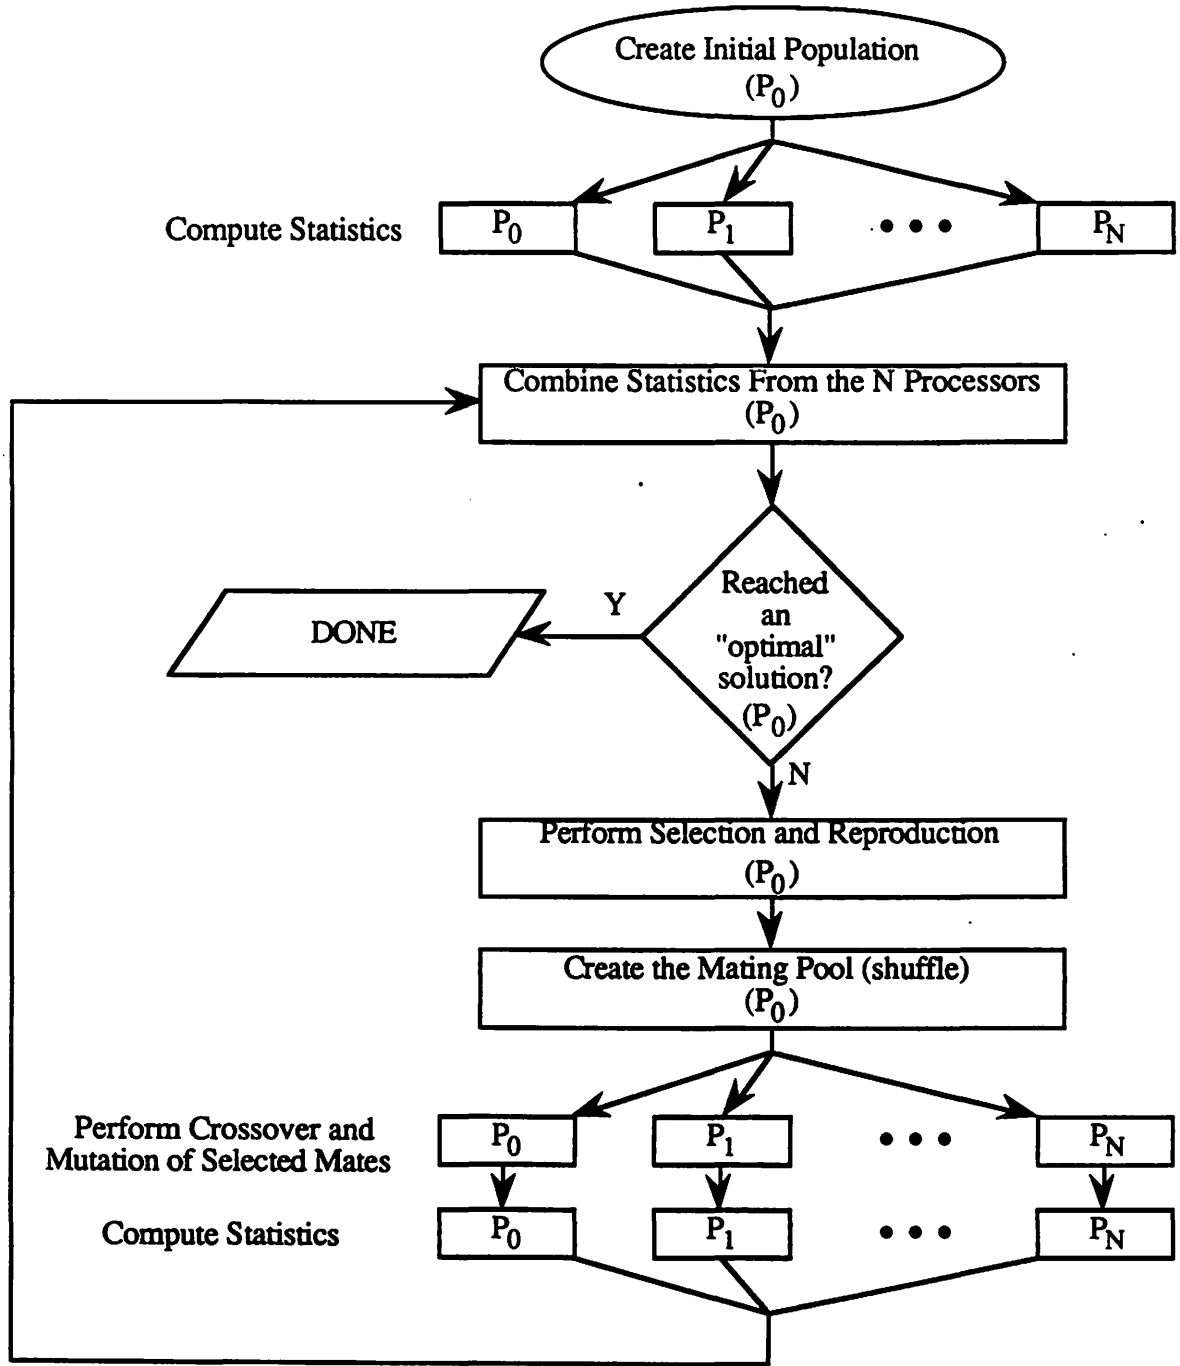 Create Initial Population
(P0)
Compute Statistics
P0
P1
• • •
PN
Combine Statistics From the N Processors
(P0)
Reached
an
"optimal"
solution?
(P0)
Y
DONE
N
Perform Selection and Reproduction
(P0)
Create the Mating Pool (shuffle)
(P0)
Perform Crossover and
Mutation of Selected Mates
P0
P1
• • •
PN
Compute Statistics
P0
P1
• • •
PN